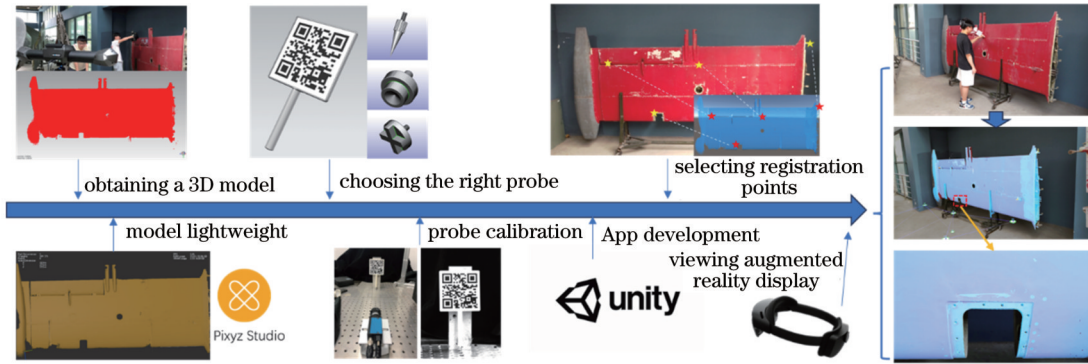 obtaining a 3D model
choosing the right probe
selecting registration
points
model lightweight
probe calibration
App development
viewing augmented
reality display
Pixyz Studio
unity